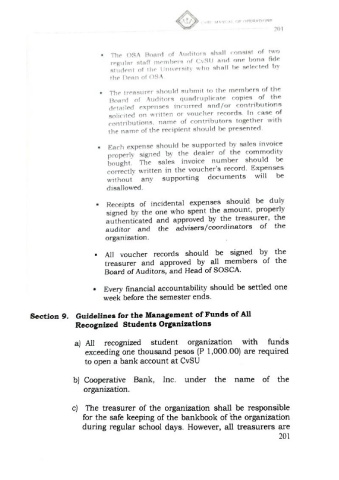 CVSU MANUAL OF OPERATIONS
201
• The OSA Board of Auditors shall consist of two
regular staff members of CvSU and one bona fide
student of the University who shall be selected by
the Dean of OSA.
• The treasurer should submit to the members of the
Board of Auditors quadruplicate copies of the
detailed expenses incurred and/or contributions
solicited on written or voucher records. In case of
contributions, name of contributors together with
the name of the recipient should be presented.
• Each expense should be supported by sales invoice
properly signed by the dealer of the commodity
bought. The sales invoice number should be
correctly written in the voucher's record. Expenses
without any supporting documents will be
disallowed.
• Receipts of incidental expenses should be duly
signed by the one who spent the amount, properly
authenticated and approved by the treasurer, the
auditor and the advisers/coordinators of the
organization.
• All voucher records should be signed by the
treasurer and approved by all members of the
Board of Auditors, and Head of SOSCA.
• Every financial accountability should be settled one
week before the semester ends.
Section 9. Guidelines for the Management of Funds of All
Recognized Students Organizations
a) All recognized student organization with funds
exceeding one thousand pesos (P 1,000.00) are required
to open a bank account at CvSU
b) Cooperative Bank, Inc. under the name of the
organization.
c) The treasurer of the organization shall be responsible
for the safe keeping of the bankbook of the organization
during regular school days. However, all treasurers are
201